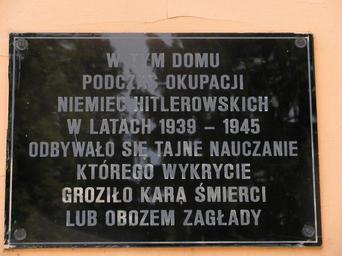 W TYM DOMU
PODCZAS OKUPACJI
NIEMIEC HITLEROWSKICH
W LATACH 1939 - 1945
ODBYWAŁO SIĘ TAJNE NAUCZANIE
KTÓREGO WYKRYCIE
GROZIŁO KARĄ ŚMIERCI
LUB OBOZEM ZAGŁADY